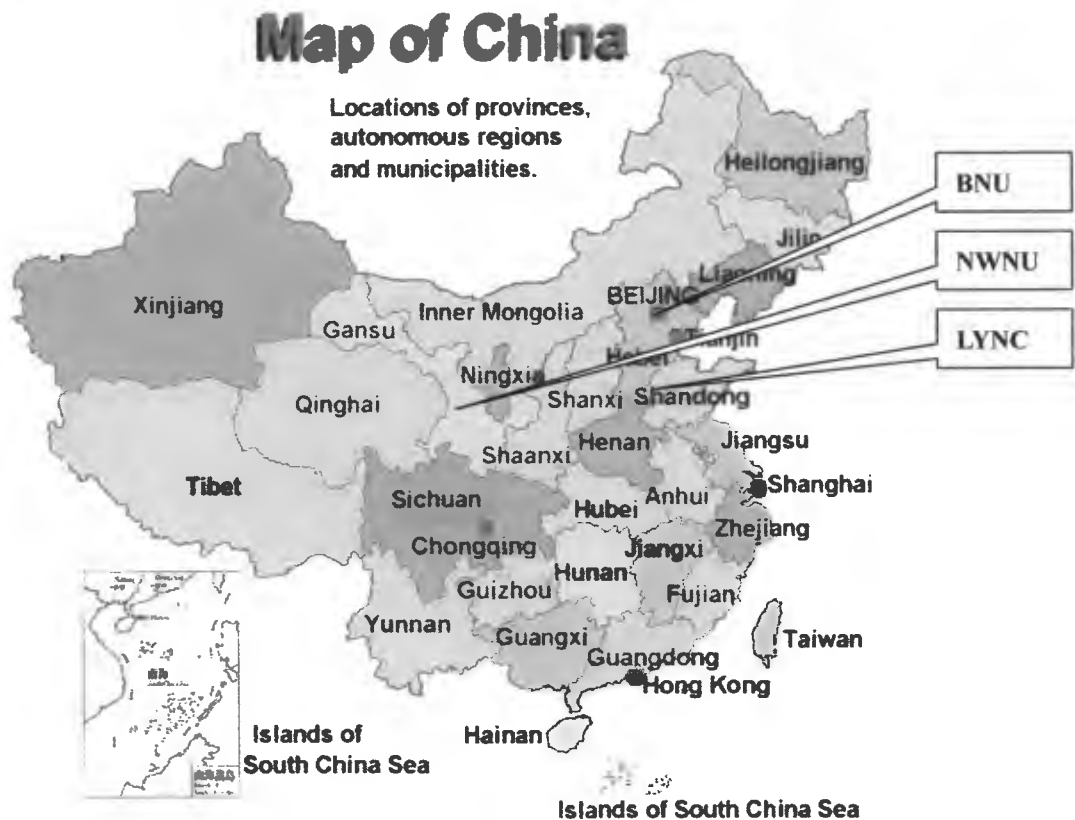 Map of China
Locations of provinces,
autonomous regions
and municipalities.
Heilongjiang
BNU
Jilin
NWNU
Liaoning
BEIJING
Xinjiang
Inner Mongolia
Gansu
LYNC
Tianjin
Hebei
Ningxia
Qinghai
Shanxi
Shandong
Henan
Jiangsu
Shaanxi
Tibet
Sichuan
Anhui
Shanghai
Hubei
Zhejiang
Chongqing
Jiangxi
Hunan
Guizhou
Fujian
Yunnan
Guangxi
Taiwan
Guangdong
Hong Kong
Hainan
Islands of
South China Sea
Islands of South China Sea